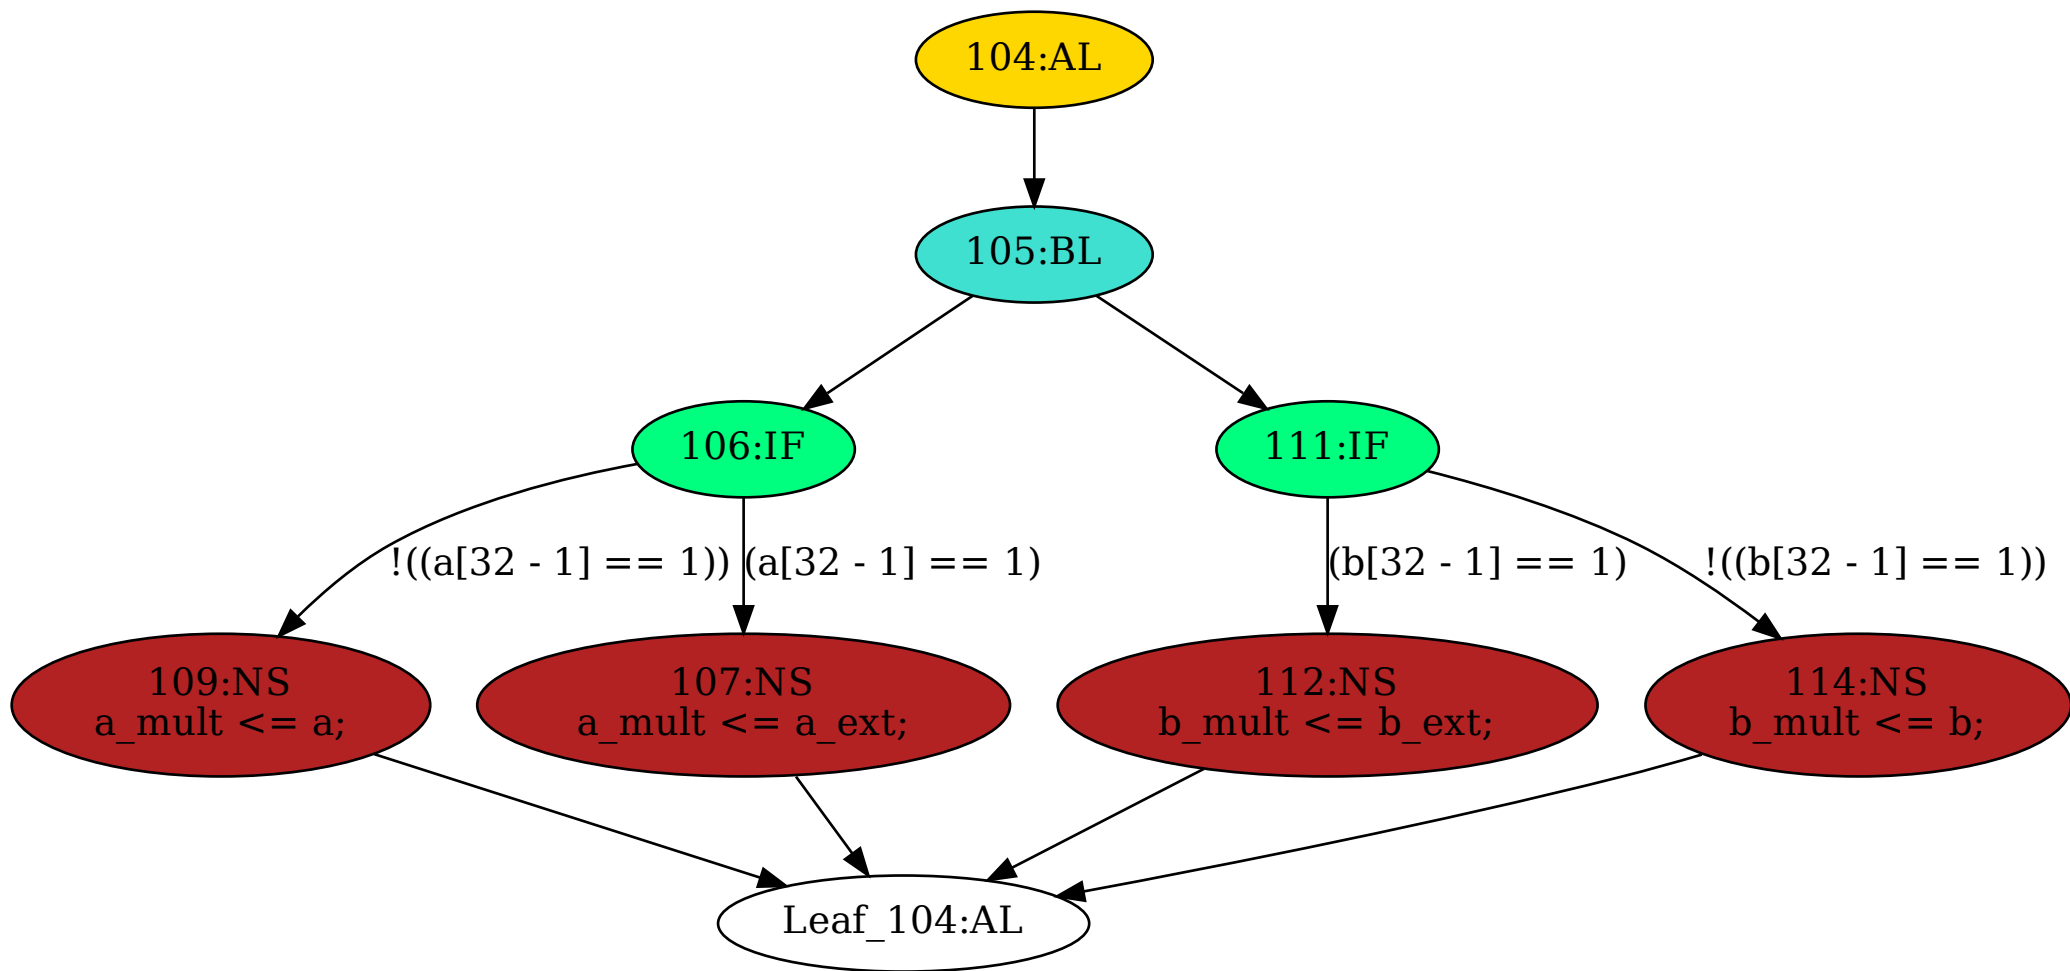 104:AL
105:BL
106:IF
111:IF
!((a[32 - 1] == 1))
(a[32 - 1] == 1)
(b[32 - 1] == 1)
!((b[32 - 1] == 1))
109:NS
a_mult <= a;
107:NS
a_mult <= a_ext;
112:NS
b_mult <= b_ext;
114:NS
b_mult <= b;
Leaf_104:AL